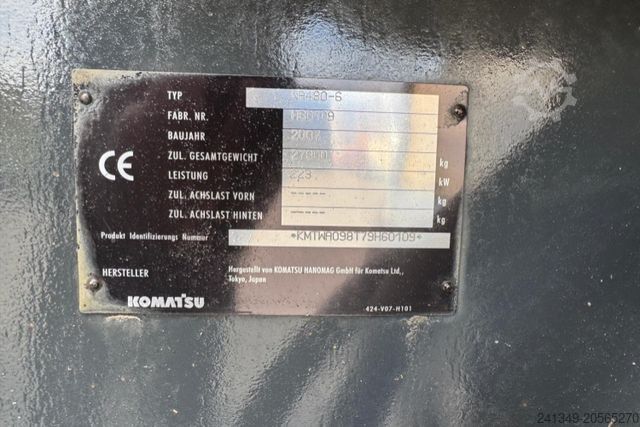 TYP WA480-6
FABR. NR. H60109
BAUJAHR 2007
ZUL. GESAMTGEWICHT kg
LEISTUNG 223. kW
ZUL. ACHSLAST VORN ----- kg
ZUL. ACHSLAST HINTEN ----- kg
Produkt Identifizierungs Nummer *KMTWA098T79H60109*
CE
HERSTELLER Hergestellt von KOMATSU HANOMAG GmbH für Komatsu Ltd.,
Tokyo, Japan
KOMATSU
424-V07-H101
241349-20565270